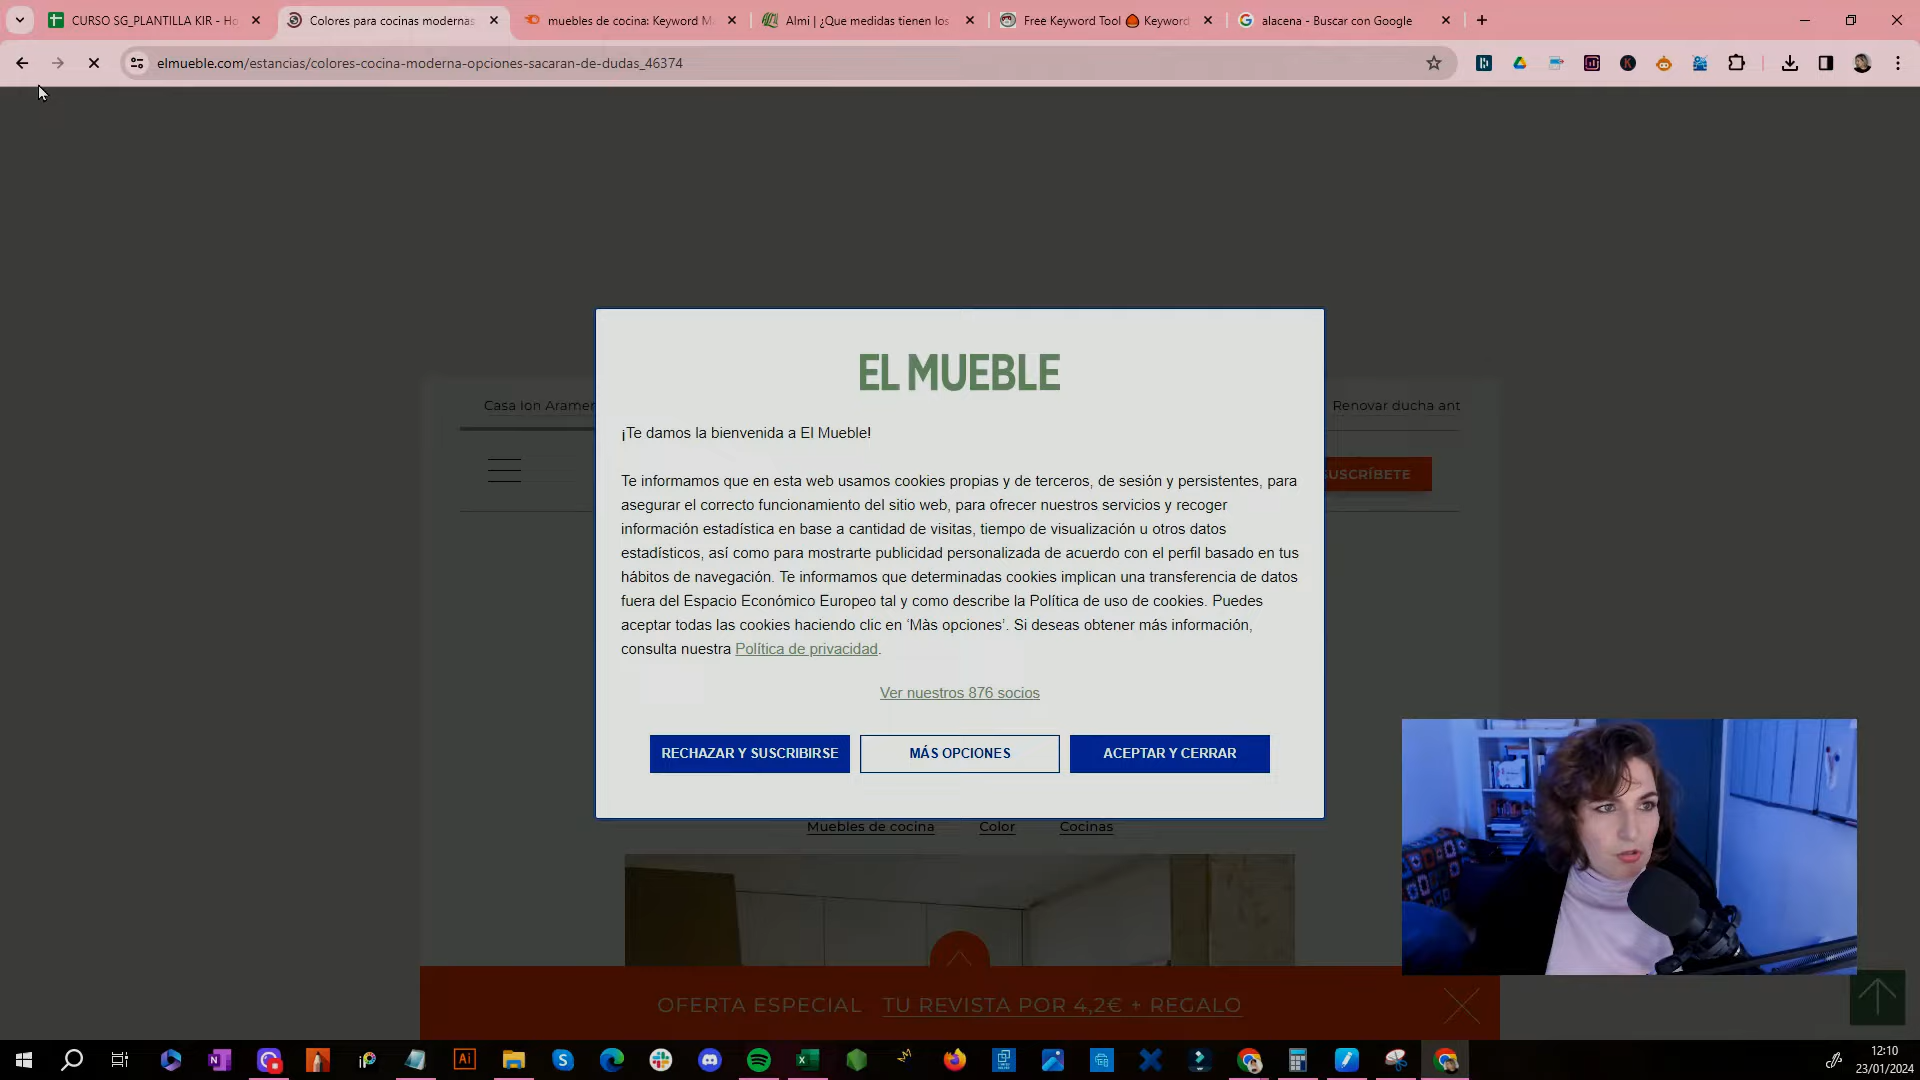 CURSO SG_PLANTILLA KIR - Ho
Colores para cocinas modernas
muebles de cocina: Keyword Ma
Almi | ¿Que medidas tienen los
Free Keyword Tool
Keyword
alacena - Buscar con Google
elmueble.com/estancias/colores-cocina-moderna-opciones-sacaran-de-dudas_46374
EL MUEBLE
Casa Ion Aramen
Renovar ducha ant
¡Te damos la bienvenida a El Mueble!
SUSCRÍBETE
Te informamos que en esta web usamos cookies propias y de terceros, de sesión y persistentes, para
asegurar el correcto funcionamiento del sitio web, para ofrecer nuestros servicios y recoger
información estadística en base a cantidad de visitas, tiempo de visualización u otros datos
estadísticos, así como para mostrarte publicidad personalizada de acuerdo con el perfil basado en tus
hábitos de navegación. Te informamos que determinadas cookies implican una transferencia de datos
fuera del Espacio Económico Europeo tal y como describe la Política de uso de cookies. Puedes
aceptar todas las cookies haciendo clic en ‘Màs opciones’. Si deseas obtener más información,
consulta nuestra Política de privacidad.
Ver nuestros 876 socios
RECHAZAR Y SUSCRIBIRSE
MÁS OPCIONES
ACEPTAR Y CERRAR
Muebles de cocina
Color
Cocinas
OFERTA ESPECIAL TU REVISTA POR 4,2€ + REGALO
12:10
23/01/2024